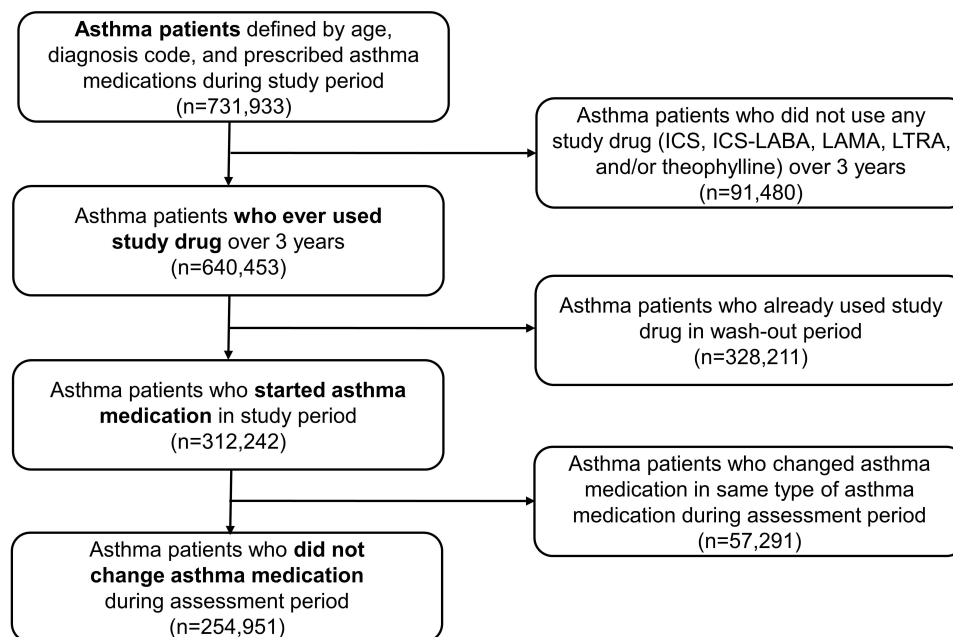 Asthma patients defined by age,
diagnosis code, and prescribed asthma
medications during study period
(n=731,933)
Asthma patients who did not use any
study drug (ICS, ICS-LABA, LAMA, LTRA,
and/or theophylline) over 3 years
(n=91,480)
Asthma patients who ever used
study drug over 3 years
(n=640,453)
Asthma patients who already used study
drug in wash-out period
(n=328,211)
Asthma patients who started asthma
medication in study period
(n=312,242)
Asthma patients who changed asthma
medication in same type of asthma
medication during assessment period
(n=57,291)
Asthma patients who did not
change asthma medication
during assessment period
(n=254,951)